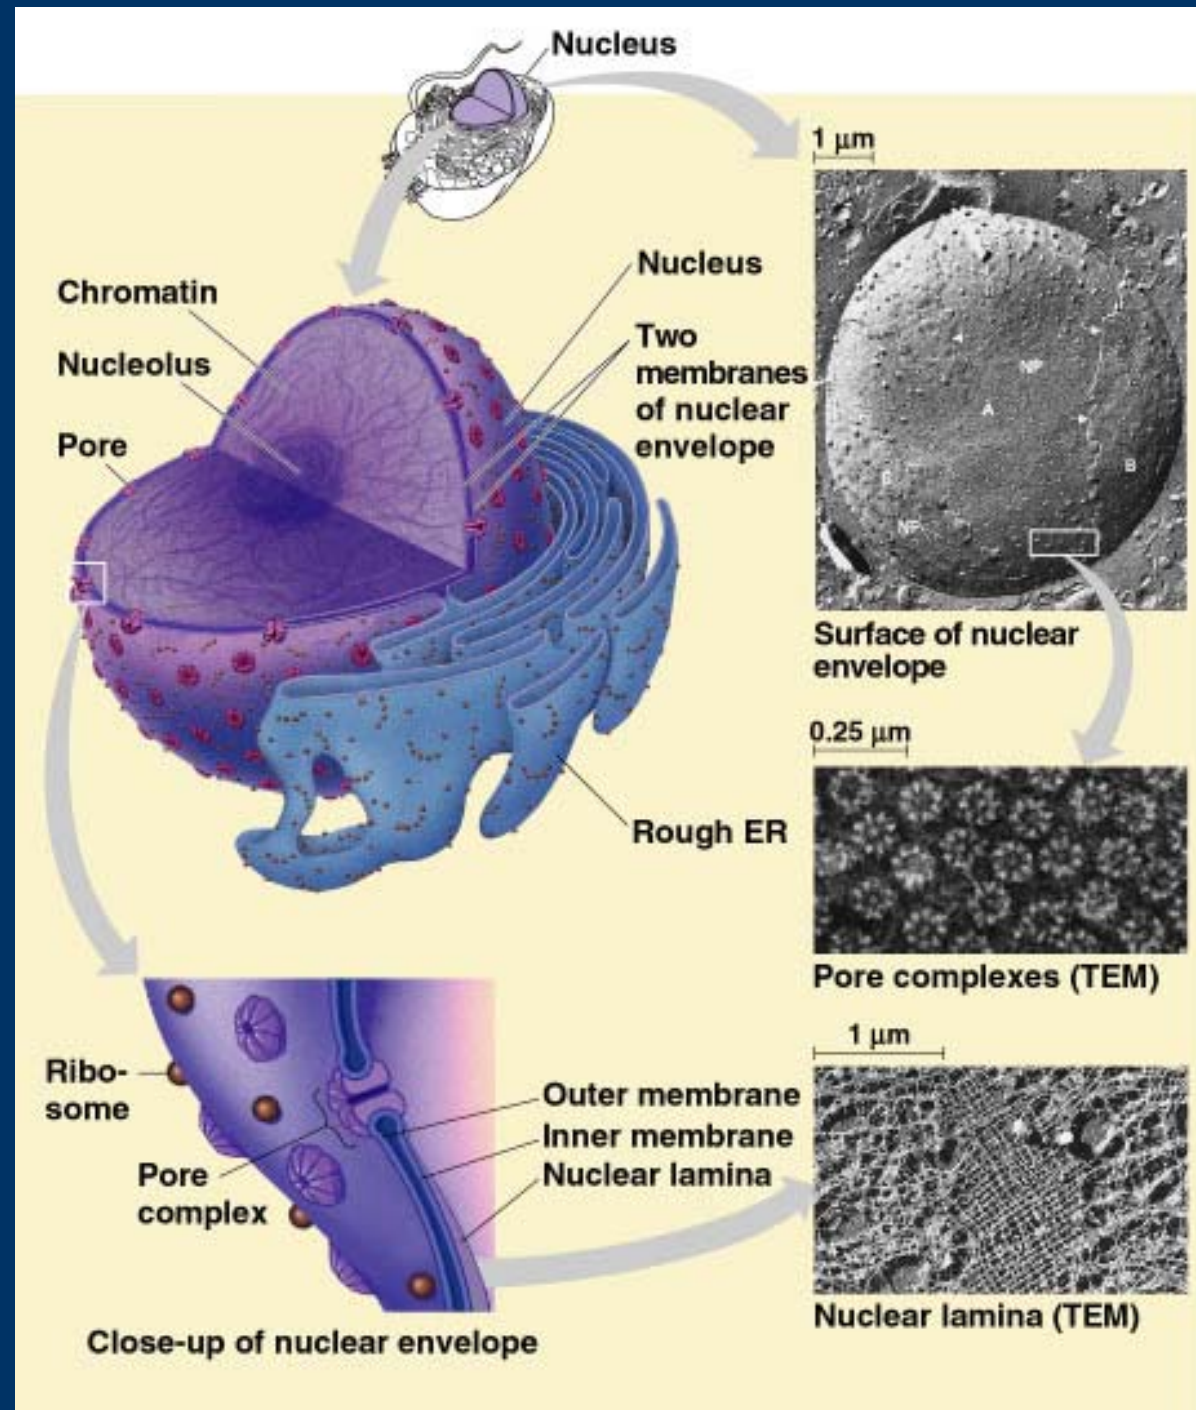 Nucleus
1 μm
Chromatin
Nucleolus
Pore
Nucleus
Two
membranes
of nuclear
envelope
NP
A
B
E
NP
Surface of nuclear
envelope
0.25 μm
Rough ER
Pore complexes (TEM)
1 μm
Ribo-
some
Pore
complex
Outer membrane
Inner membrane
Nuclear lamina
Nuclear lamina (TEM)
Close-up of nuclear envelope